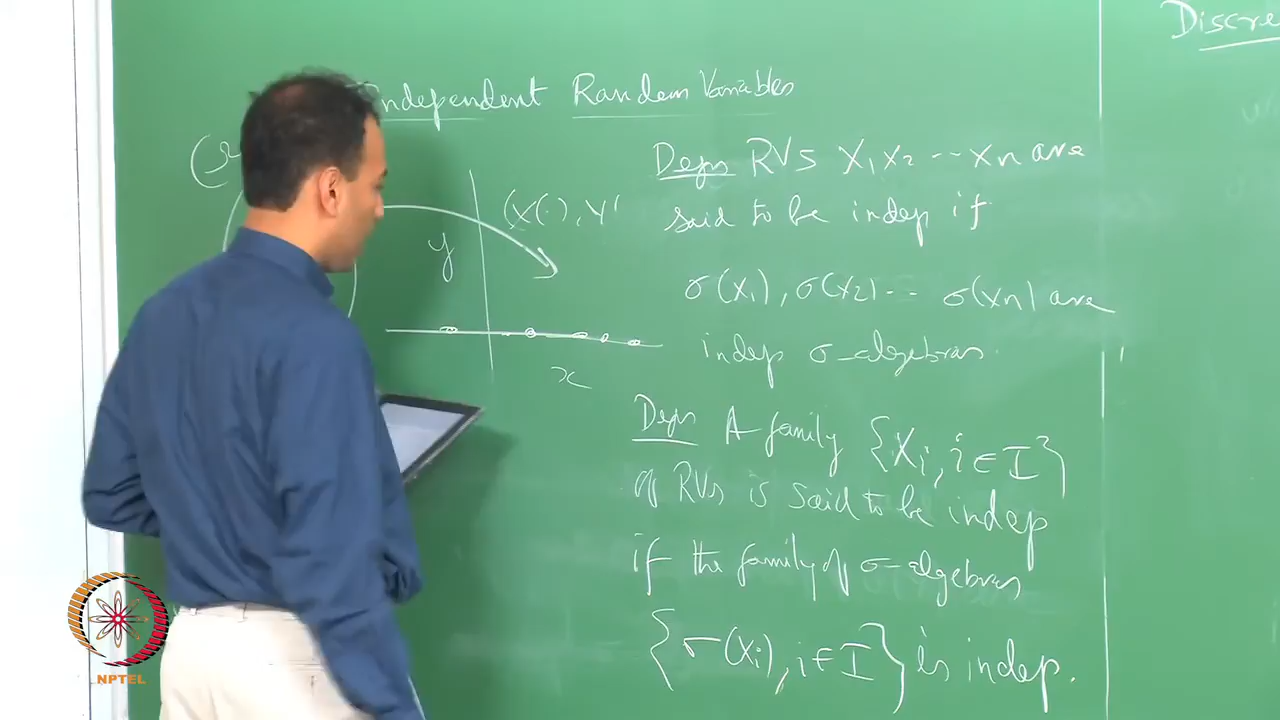 Independent Random Variables
Defn RVs X1 X2 ... Xn are
said to be indep if
σ(X1), σ(X2) ... σ(Xn) are
indep σ-algebras.
Defn A family {Xi, i ∈ I}
of RVs is said to be indep
if the family of σ-algebras
{σ(Xi), i ∈ I} is indep.
(X(.), Y
y
x
NPTEL